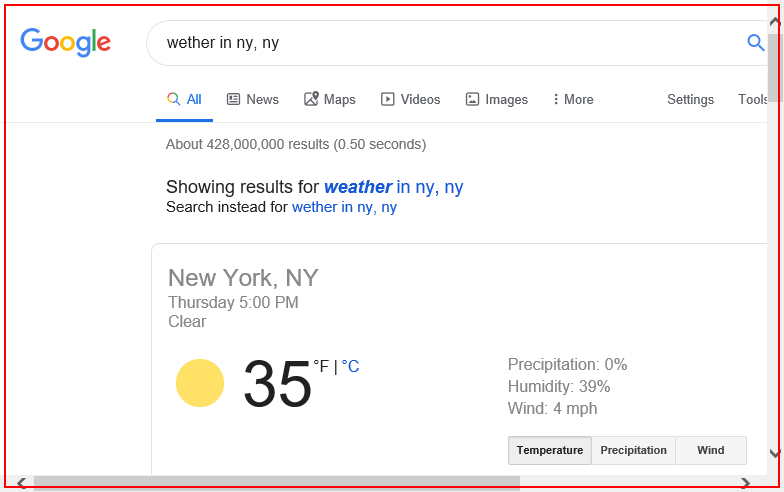 Google
wether in ny, ny
All News Maps Videos Images More Settings Tools
About 428,000,000 results (0.50 seconds)
Showing results for weather in ny, ny
Search instead for wether in ny, ny
New York, NY
Thursday 5:00 PM
Clear
35 °F | °C
Precipitation: 0%
Humidity: 39%
Wind: 4 mph
Temperature Precipitation Wind